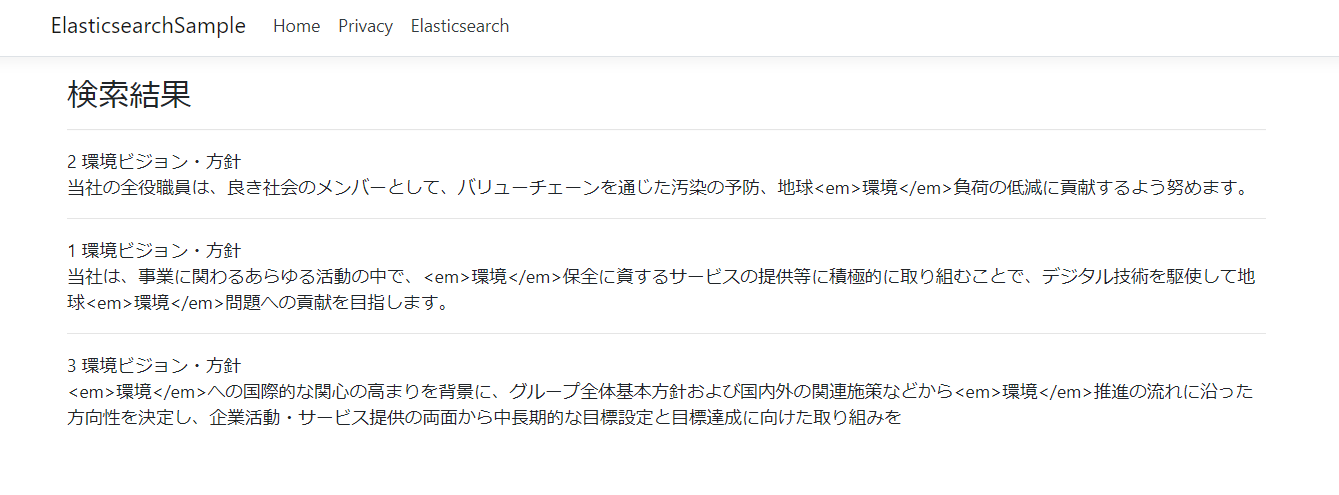 ElasticsearchSample Home Privacy Elasticsearch
検索結果
2 環境ビジョン・方針
当社の全役職員は、良き社会のメンバーとして、バリューチェーンを通じた汚染の予防、地球<em>環境</em>負荷の低減に貢献するよう努めます。
1 環境ビジョン・方針
当社は、事業に関わるあらゆる活動の中で、<em>環境</em>保全に資するサービスの提供等に積極的に取り組むことで、デジタル技術を駆使して地
球<em>環境</em>問題への貢献を目指します。
3 環境ビジョン・方針
<em>環境</em>への国際的な関心の高まりを背景に、グループ全体基本方針および国内外の関連施策などから<em>環境</em>推進の流れに沿った
方向性を決定し、企業活動・サービス提供の両面から中長期的な目標設定と目標達成に向けた取り組みを